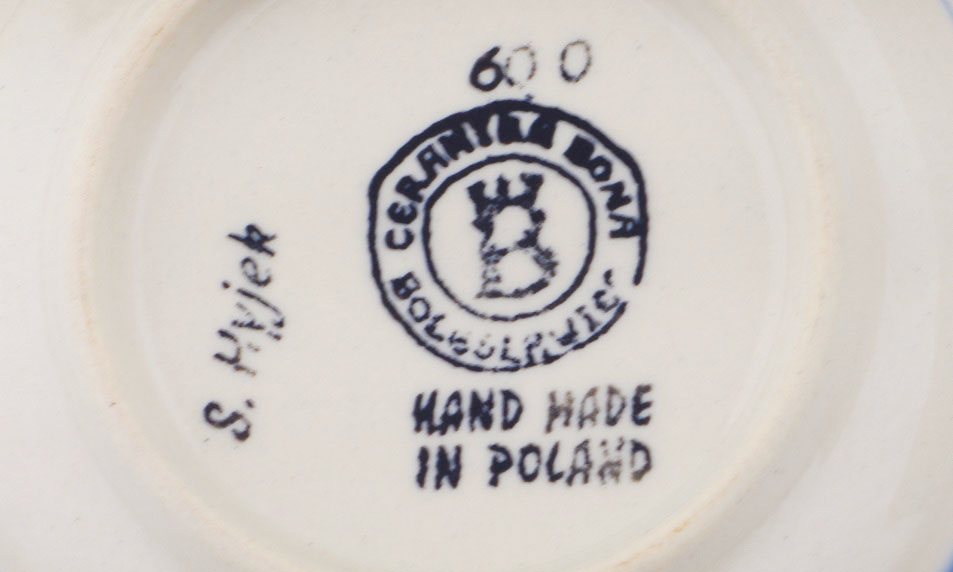 600
CERAMIKA BONA
BOLESŁAWIEC
B
S. Hyjek
HAND MADE
IN POLAND